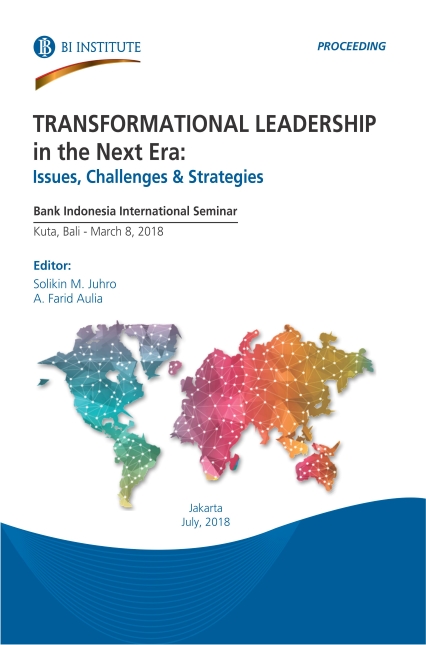 BI INSTITUTE
PROCEEDING
TRANSFORMATIONAL LEADERSHIP
in the Next Era:
Issues, Challenges & Strategies
Bank Indonesia International Seminar
Kuta, Bali - March 8, 2018
Editor:
Solikin M. Juhro
A. Farid Aulia
Jakarta
July, 2018